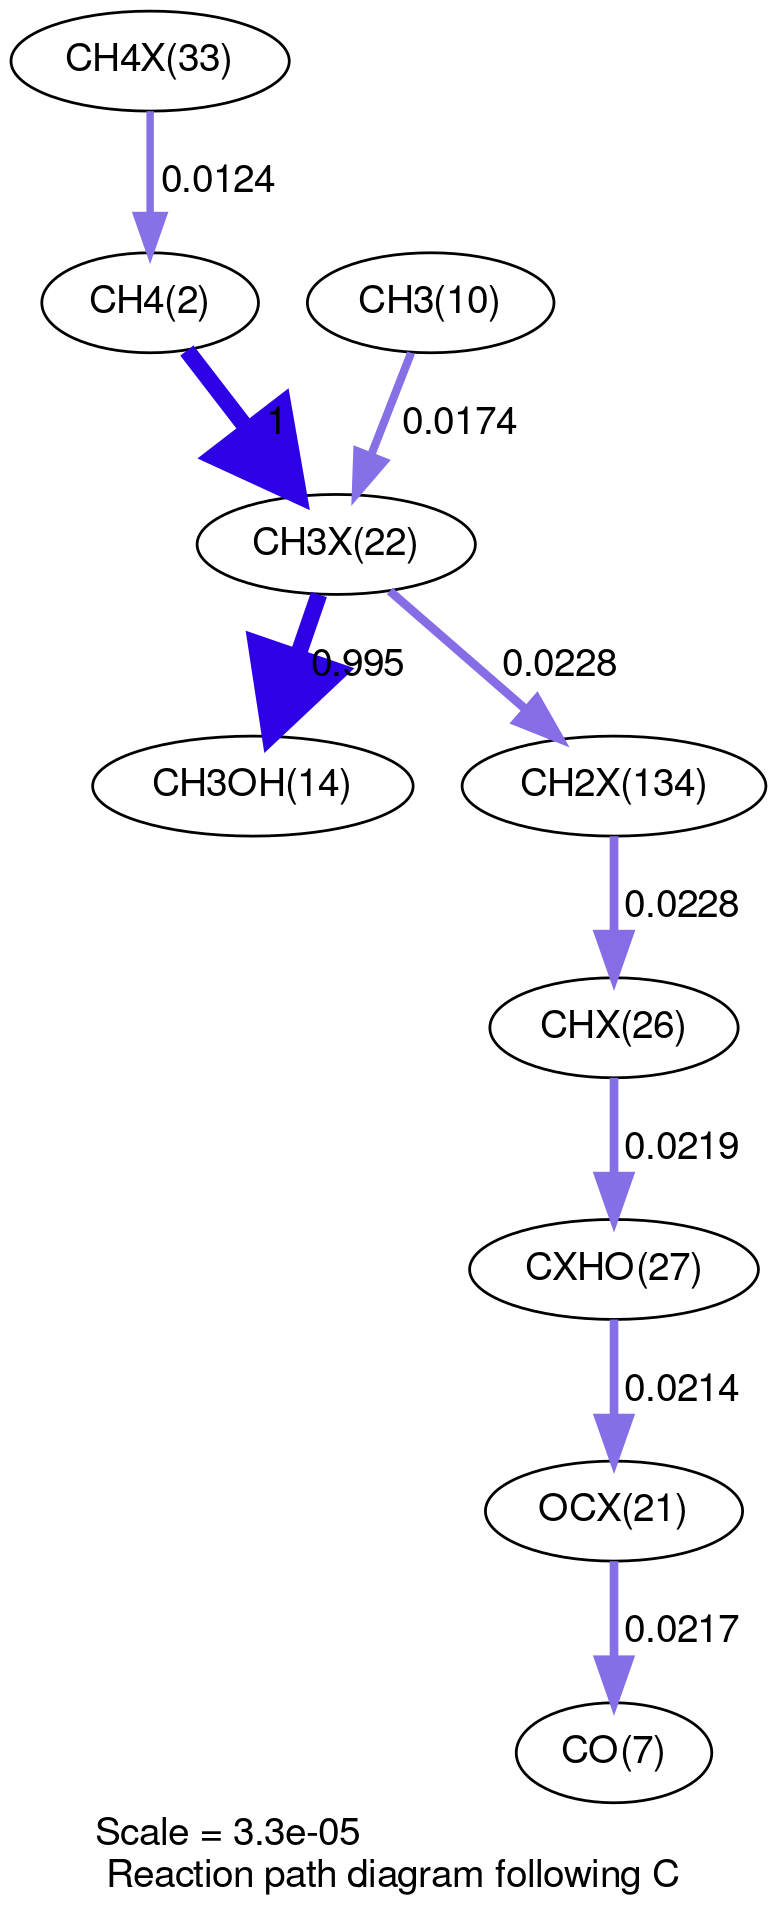 CH4X(33)
0.0124
CH4(2)
CH3(10)
1
0.0174
CH3X(22)
0.995
0.0228
CH3OH(14)
CH2X(134)
0.0228
CHX(26)
0.0219
CXHO(27)
0.0214
OCX(21)
0.0217
CO(7)
Scale = 3.3e-05
Reaction path diagram following C